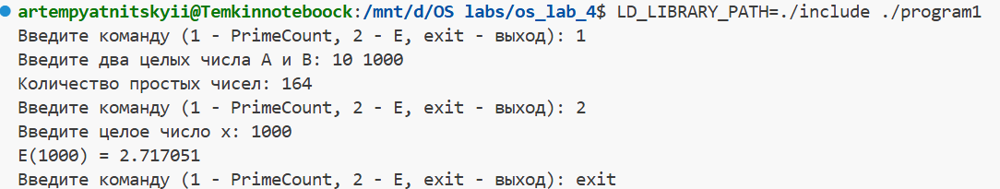 artempyatnitskyii@Temkinnoteboock:/mnt/d/OS labs/os_lab_4$ LD_LIBRARY_PATH=./include ./program1
Введите команду (1 - PrimeCount, 2 - E, exit - выход): 1
Введите два целых числа A и B: 10 1000
Количество простых чисел: 164
Введите команду (1 - PrimeCount, 2 - E, exit - выход): 2
Введите целое число x: 1000
E(1000) = 2.717051
Введите команду (1 - PrimeCount, 2 - E, exit - выход): exit